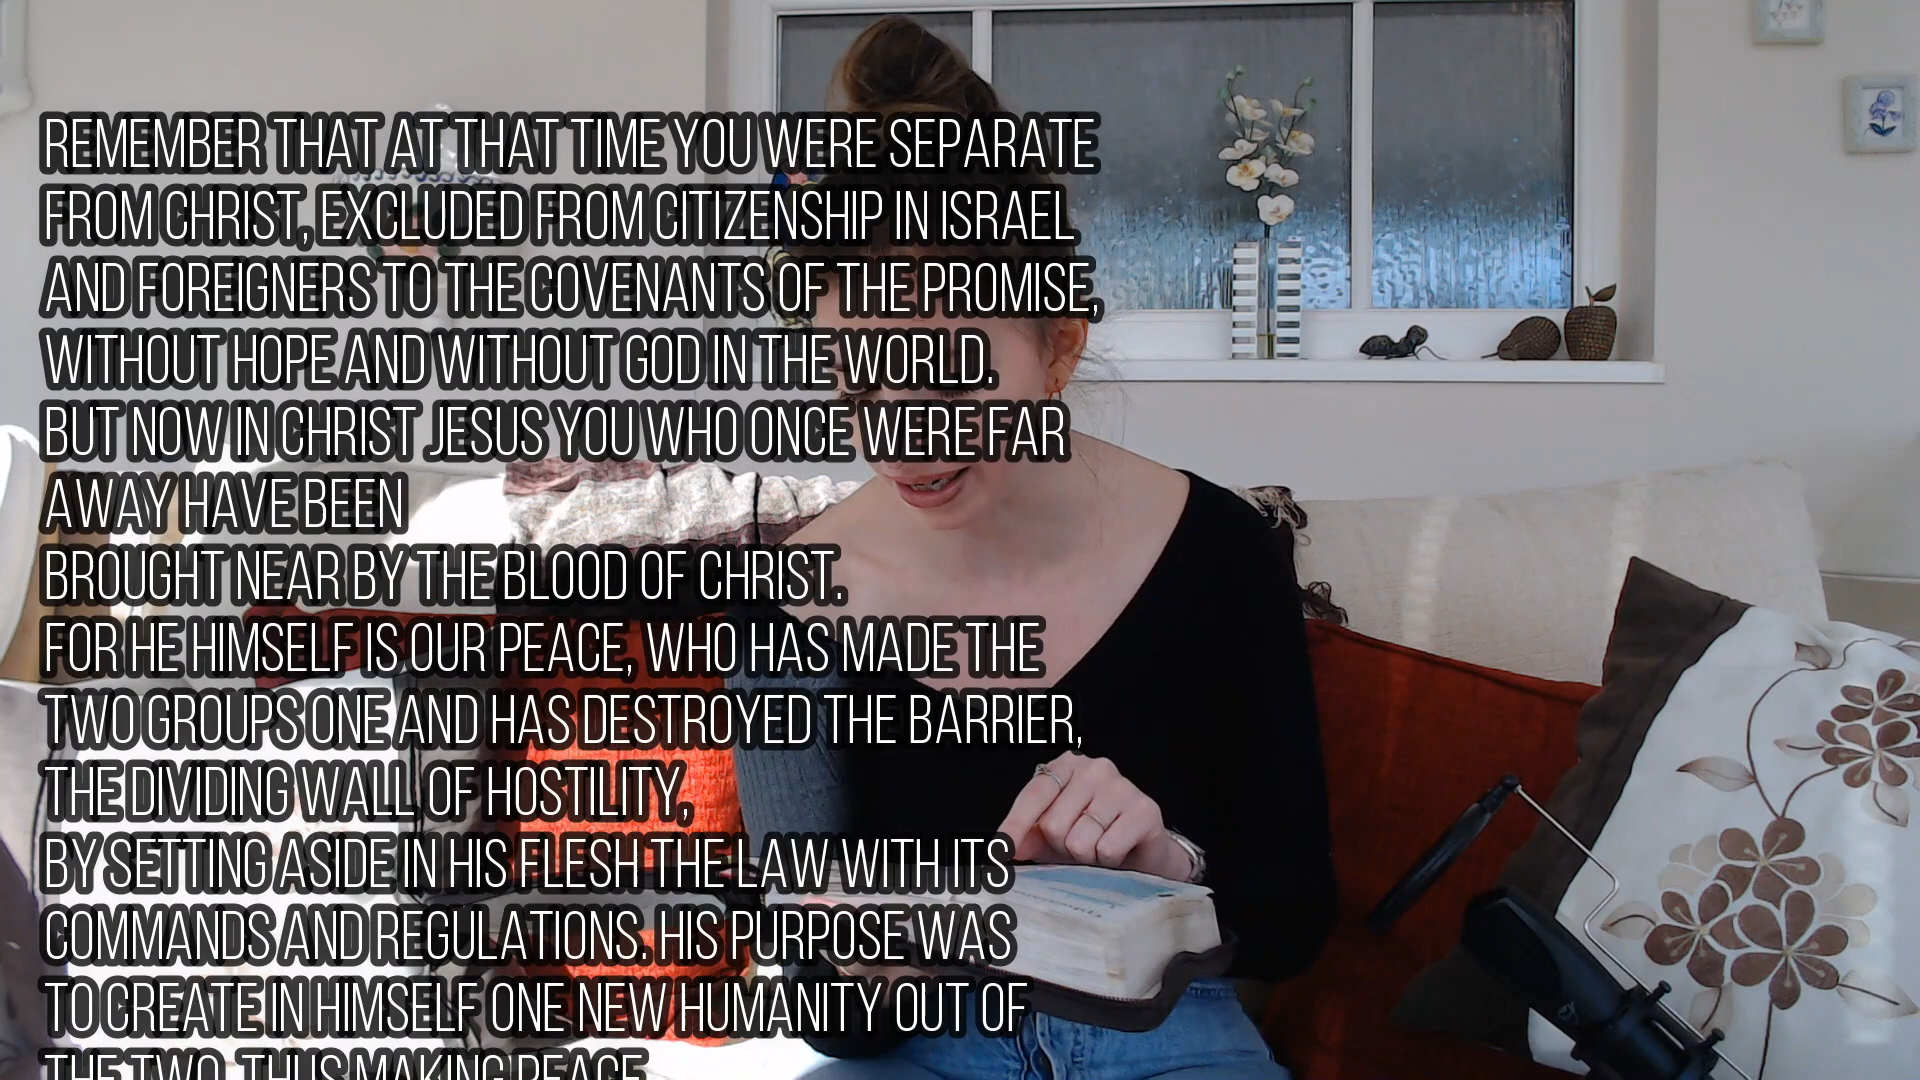 REMEMBER THAT AT THAT TIME YOU WERE SEPARATE
FROM CHRIST, EXCLUDED FROM CITIZENSHIP IN ISRAEL
AND FOREIGNERS TO THE COVENANTS OF THE PROMISE,
WITHOUT HOPE AND WITHOUT GOD IN THE WORLD.
BUT NOW IN CHRIST JESUS YOU WHO ONCE WERE FAR
AWAY HAVE BEEN
BROUGHT NEAR BY THE BLOOD OF CHRIST.
FOR HE HIMSELF IS OUR PEACE, WHO HAS MADE THE
TWO GROUPS ONE AND HAS DESTROYED THE BARRIER,
THE DIVIDING WALL OF HOSTILITY,
BY SETTING ASIDE IN HIS FLESH THE LAW WITH ITS
COMMANDS AND REGULATIONS. HIS PURPOSE WAS
TO CREATE IN HIMSELF ONE NEW HUMANITY OUT OF
THE TWO, THUS MAKING PEACE